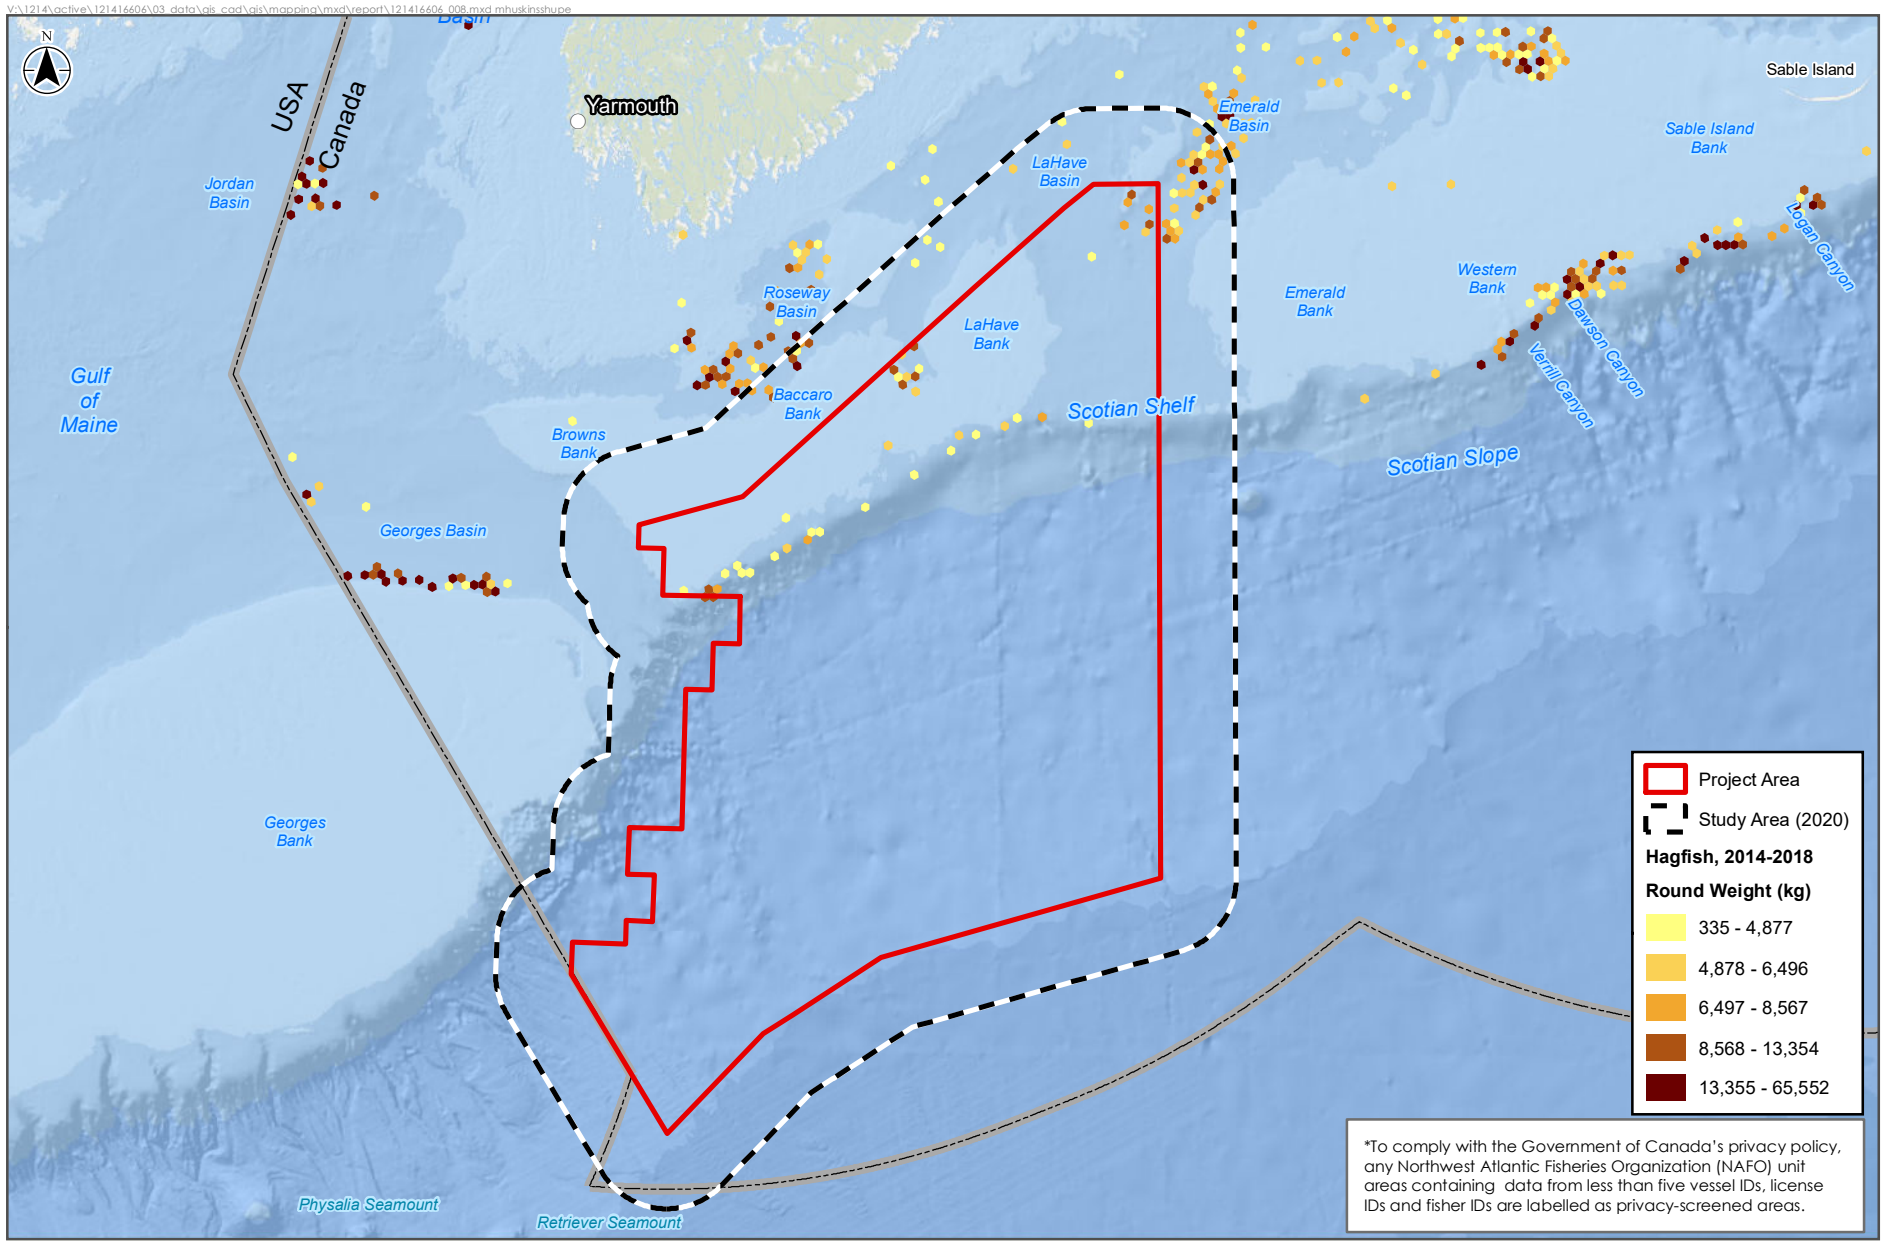 V:\1214\active\121416606\03_data\gis_cad\gis\mapping\mxd\report\121416606_008.mxd mhuskinsshupe
Basin
N
USA
Canada
Yarmouth
Sable Island
Emerald
Basin
Sable Island
Bank
LaHave
Basin
Jordan
Basin
Logan Canyon
Western
Bank
Roseway
Basin
Emerald
Bank
LaHave
Bank
Dawson Canyon
Verrill Canyon
Gulf
of
Maine
Baccaro
Bank
Scotian Shelf
Browns
Bank
Scotian Slope
Georges Basin
Georges
Bank
Physalia Seamount
Retriever Seamount
Project Area
Study Area (2020)
Hagfish, 2014-2018
Round Weight (kg)
335 - 4,877
4,878 - 6,496
6,497 - 8,567
8,568 - 13,354
13,355 - 65,552
*To comply with the Government of Canada's privacy policy,
any Northwest Atlantic Fisheries Organization (NAFO) unit
areas containing  data from less than five vessel IDs, license
IDs and fisher IDs are labelled as privacy-screened areas.